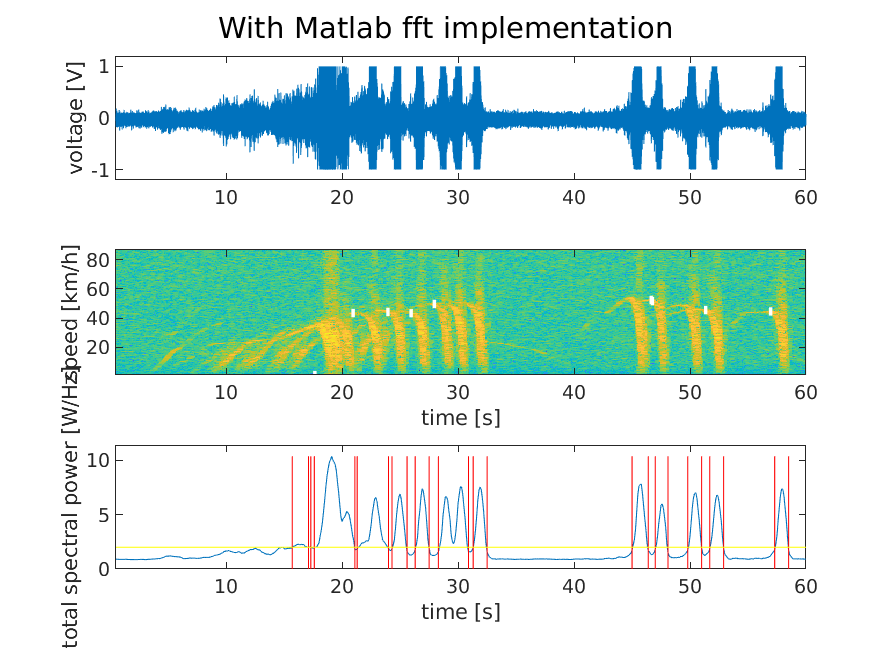 With Matlab fft implementation
voltage [V]
1
0
-1
10 20 30 40 50 60
speed [km/h]
80
60
40
20
10 20 30 40 50 60
time [s]
total spectral power [W/Hz]
10
5
0
10 20 30 40 50 60
time [s]